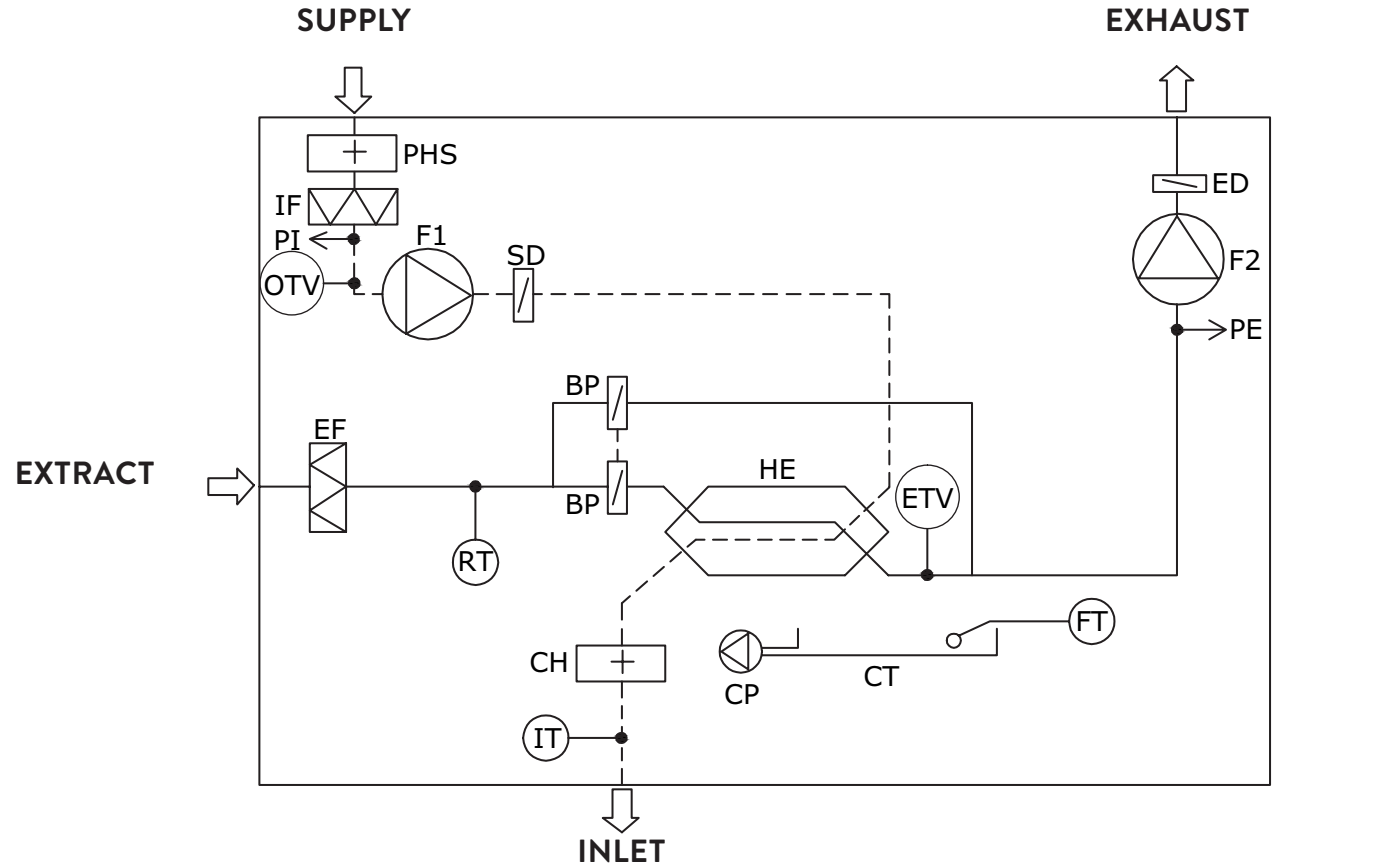 SUPPLY
EXHAUST
PHS
IF
ED
PI
F1
SD
F2
OTV
PE
BP
EF
EXTRACT
HE
ETV
BP
RT
FT
CH
CT
CP
IT
INLET